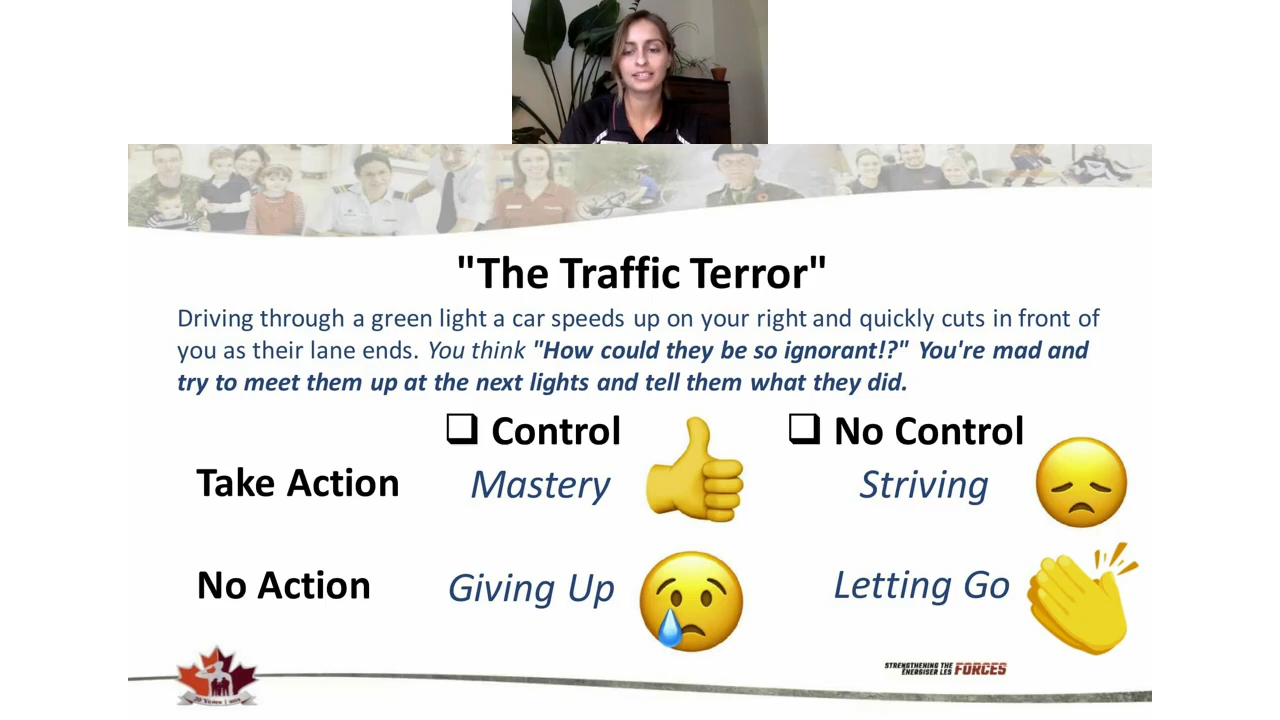 "The Traffic Terror"
Driving through a green light a car speeds up on your right and quickly cuts in front of
you as their lane ends. You think "How could they be so ignorant!?" You're mad and
try to meet them up at the next lights and tell them what they did.
❑ Control ❑ No Control
Take Action Mastery Striving
No Action Giving Up Letting Go
STRENGTHENING THE
ENERGISER LES FORCES